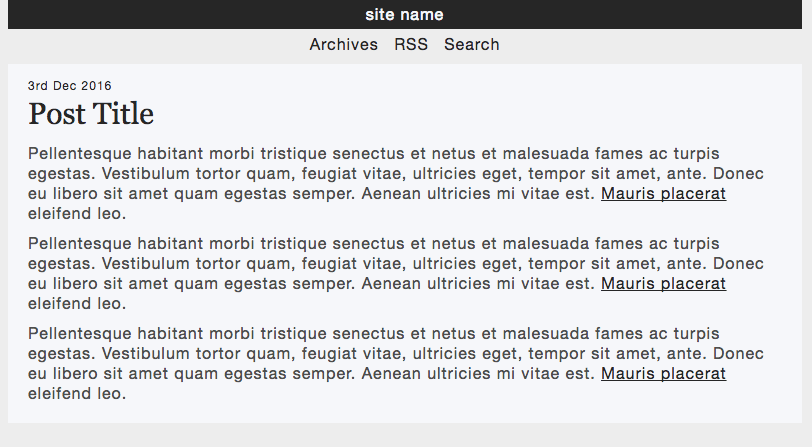 site name
Archives RSS Search
3rd Dec 2016
Post Title
Pellentesque habitant morbi tristique senectus et netus et malesuada fames ac turpis
egestas. Vestibulum tortor quam, feugiat vitae, ultricies eget, tempor sit amet, ante. Donec
eu libero sit amet quam egestas semper. Aenean ultricies mi vitae est. Mauris placerat
eleifend leo.
Pellentesque habitant morbi tristique senectus et netus et malesuada fames ac turpis
egestas. Vestibulum tortor quam, feugiat vitae, ultricies eget, tempor sit amet, ante. Donec
eu libero sit amet quam egestas semper. Aenean ultricies mi vitae est. Mauris placerat
eleifend leo.
Pellentesque habitant morbi tristique senectus et netus et malesuada fames ac turpis
egestas. Vestibulum tortor quam, feugiat vitae, ultricies eget, tempor sit amet, ante. Donec
eu libero sit amet quam egestas semper. Aenean ultricies mi vitae est. Mauris placerat
eleifend leo.